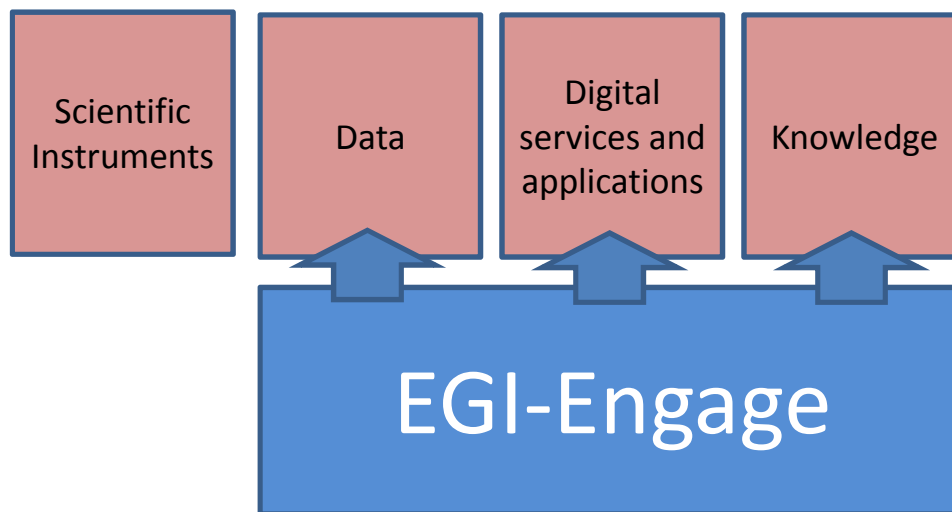 Scientific
Instruments
Data
Digital
services and
applications
Knowledge
EGI-Engage